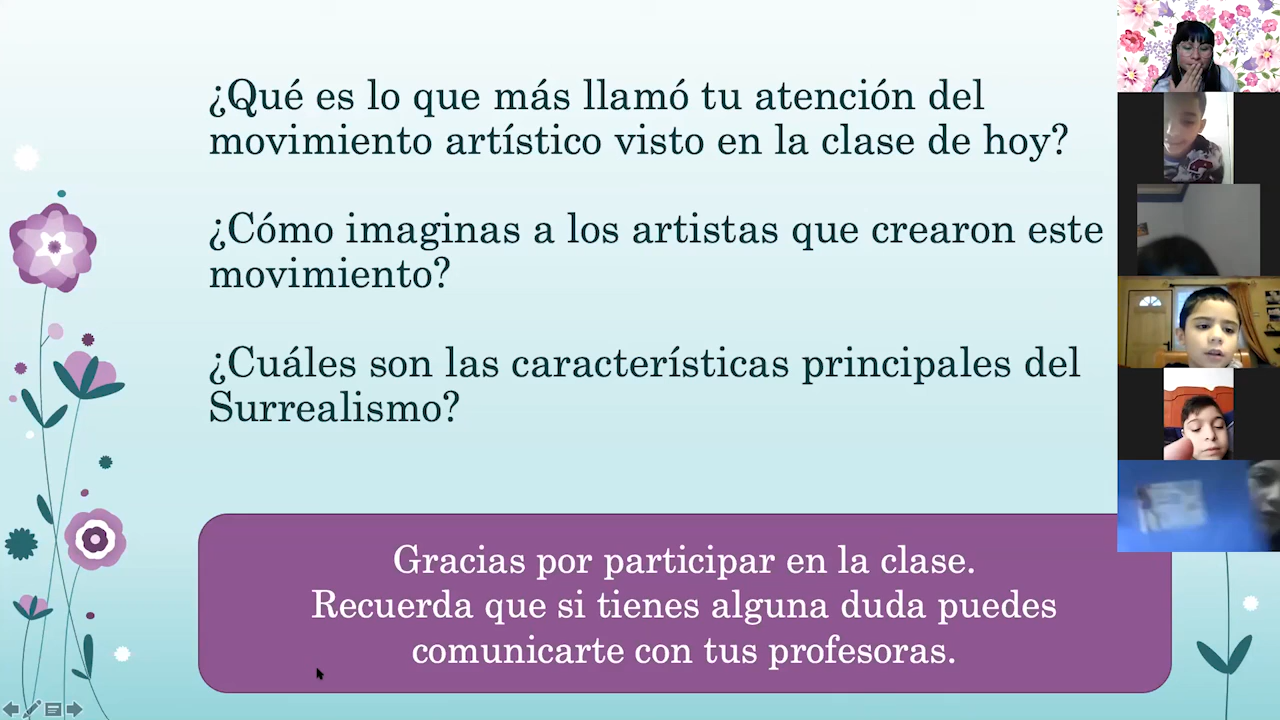 ¿Qué es lo que más llamó tu atención del
movimiento artístico visto en la clase de hoy?
¿Cómo imaginas a los artistas que crearon este
movimiento?
¿Cuáles son las características principales del
Surrealismo?
Gracias por participar en la clase.
Recuerda que si tienes alguna duda puedes
comunicarte con tus profesoras.